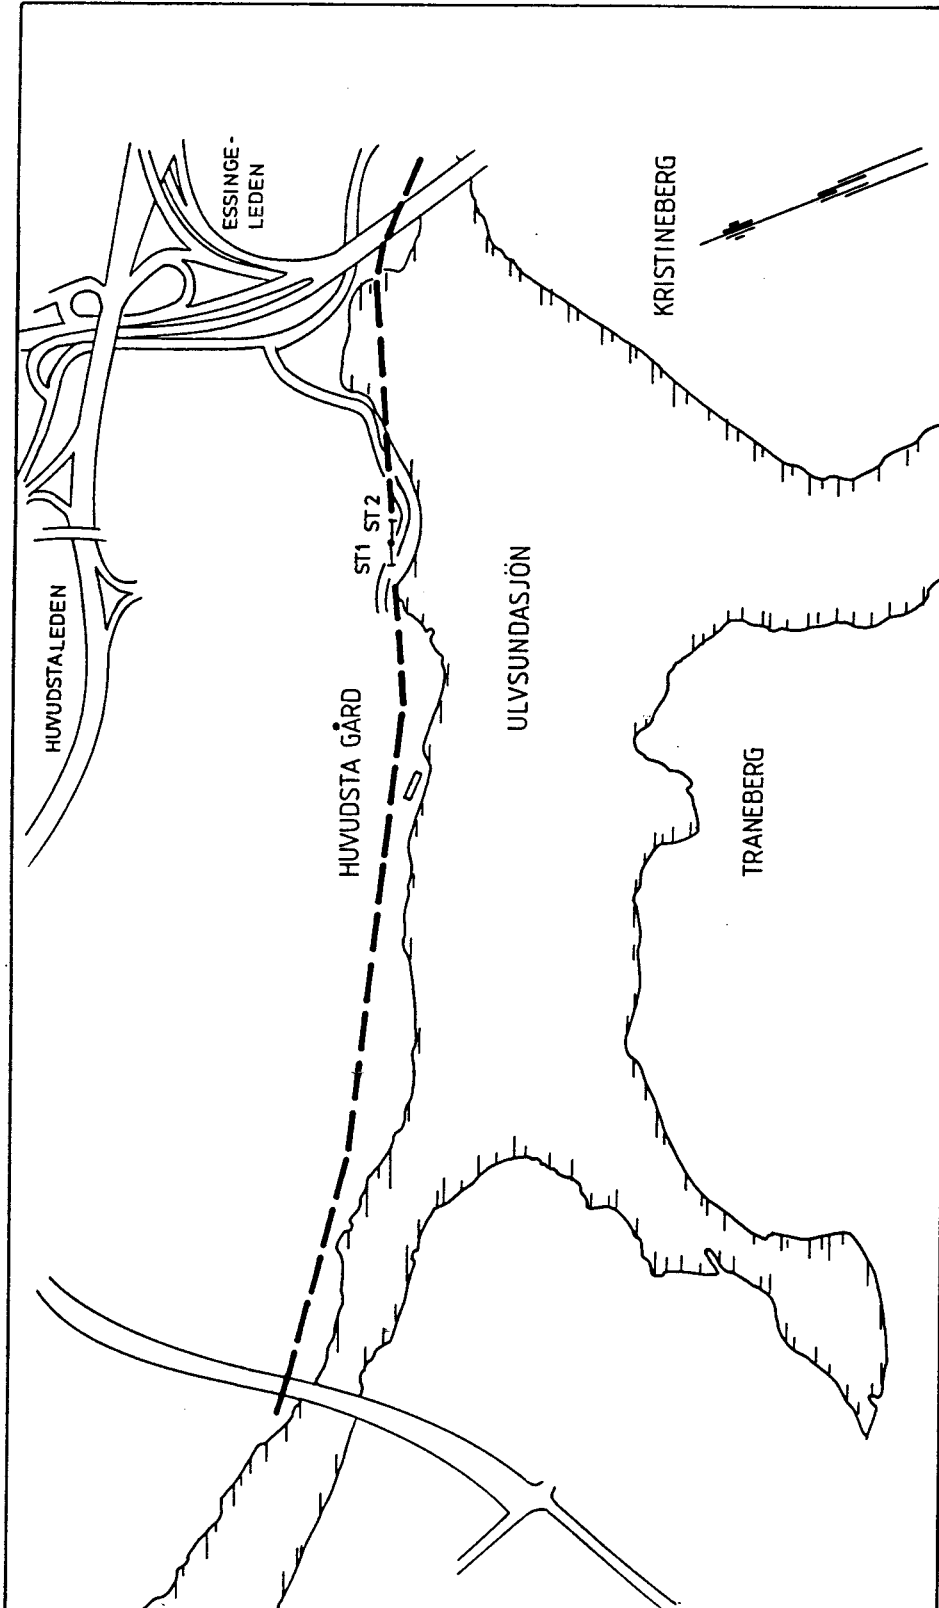 ESSINGE-
LEDEN
HUVUDSTALEDEN
KRISTINEBERG
ST1 ST2
HUVUDSTA GÅRD
ULVSUNDASJÖN
TRANEBERG